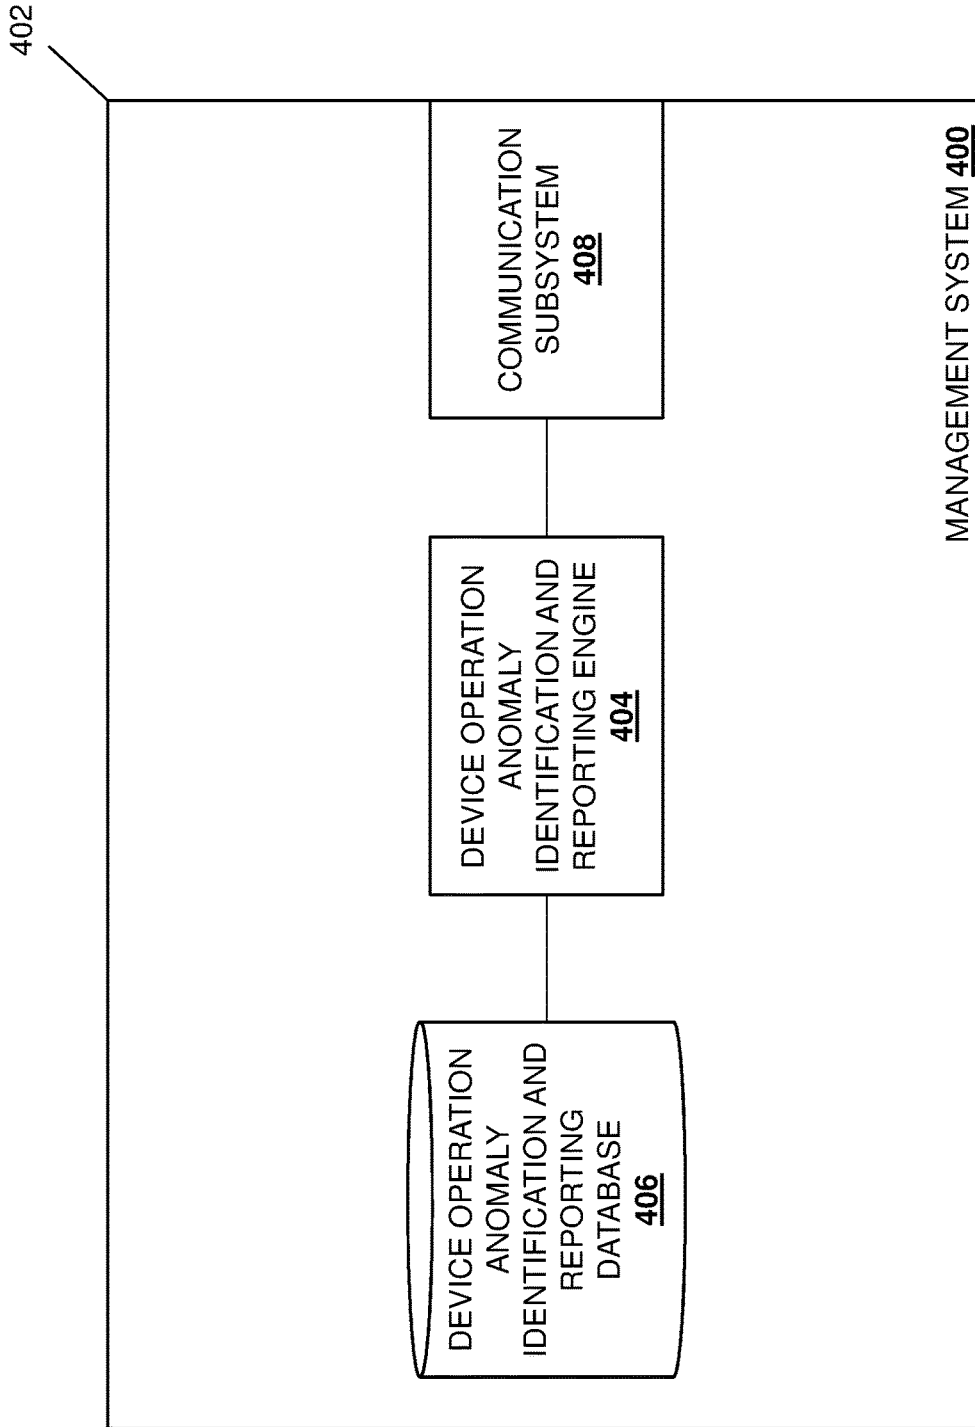 402
COMMUNICATION
SUBSYSTEM
408
DEVICE OPERATION
ANOMALY
IDENTIFICATION AND
REPORTING ENGINE
404
DEVICE OPERATION
ANOMALY
IDENTIFICATION AND
REPORTING
DATABASE
406
MANAGEMENT SYSTEM 400